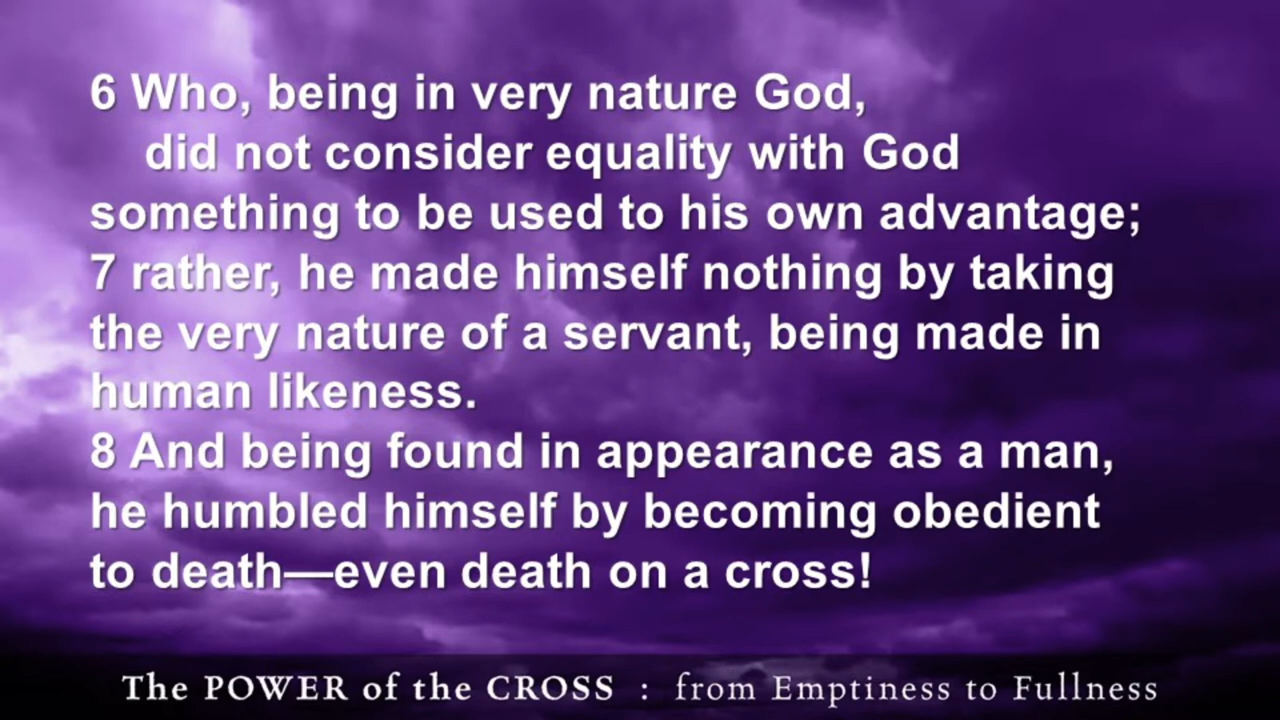 6 Who, being in very nature God,
did not consider equality with God
something to be used to his own advantage;
7 rather, he made himself nothing by taking
the very nature of a servant, being made in
human likeness.
8 And being found in appearance as a man,
he humbled himself by becoming obedient
to death—even death on a cross!
The POWER of the CROSS : from Emptiness to Fullness